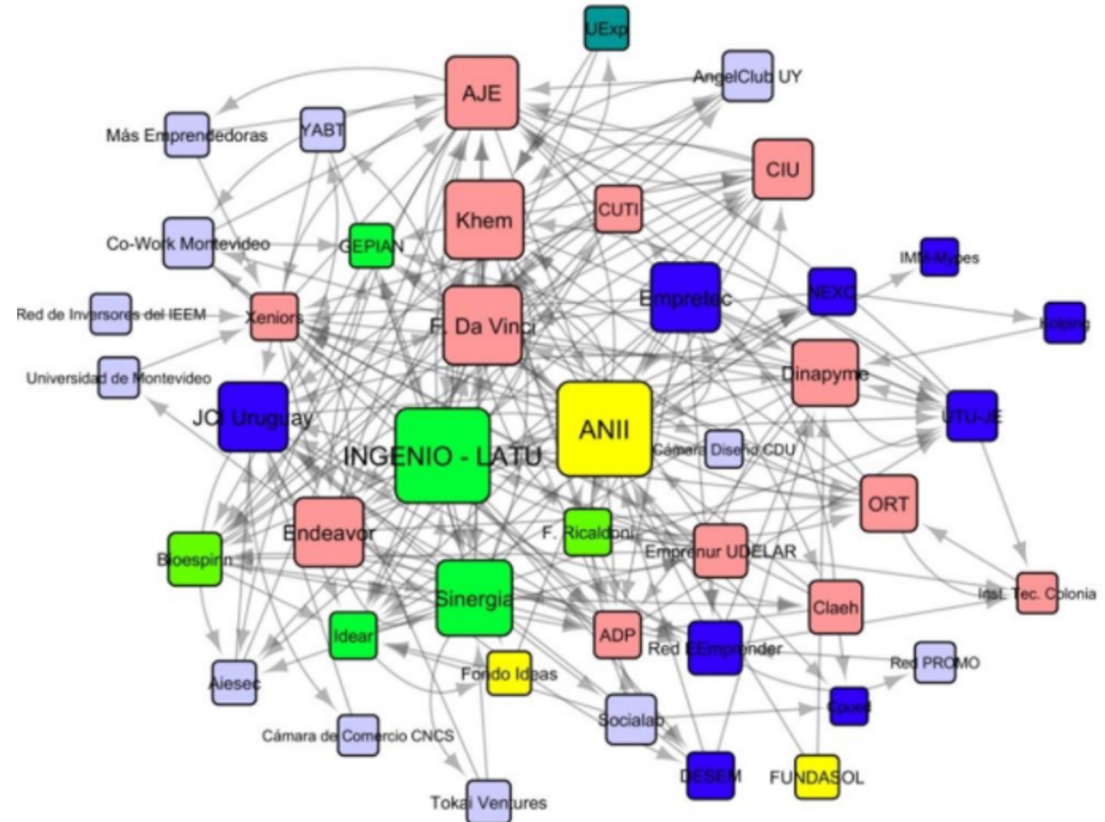 UExp
AngelClub UY
AJE
Más Emprendedoras
YABT
CIU
Khem
CUTI
Co-Work Montevideo
GEPIAN
IMM-Mypes
Empretec
NEXO
Red de Inversores del IEEM
Xeniors
F. Da Vinci
Kolping
Universidad de Montevideo
Dinapyme
JCI Uruguay
UTU-JE
ANII
INGENIO - LATU
Cámara Diseño CDU
ORT
Endeavor
F. Ricaldoni
Emprenur UDELAR
Bioespinn
Inst. Tec. Colonia
Sinergia
Claeh
Idear
ADP
Red EEmprender
Red PROMO
Fondo Ideas
Aiesec
Cpued
Socialab
Cámara de Comercio CNCS
DESEM
FUNDASOL
Tokai Ventures